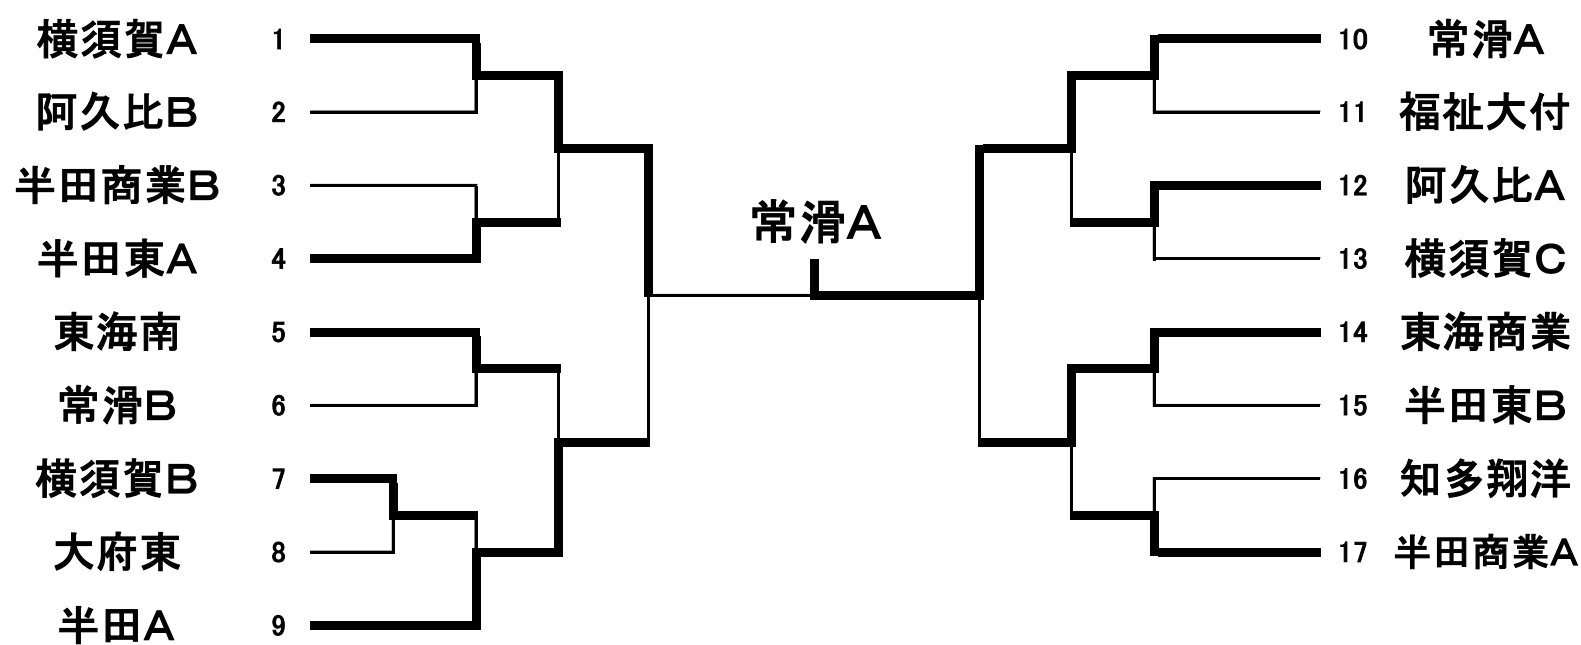 横須賀A 1
阿久比B 2
半田商業B 3
半田東A 4
東海南 5
常滑B 6
横須賀B 7
大府東 8
半田A 9
常滑A
10 常滑A
11 福祉大付
12 阿久比A
13 横須賀C
14 東海商業
15 半田東B
16 知多翔洋
17 半田商業A